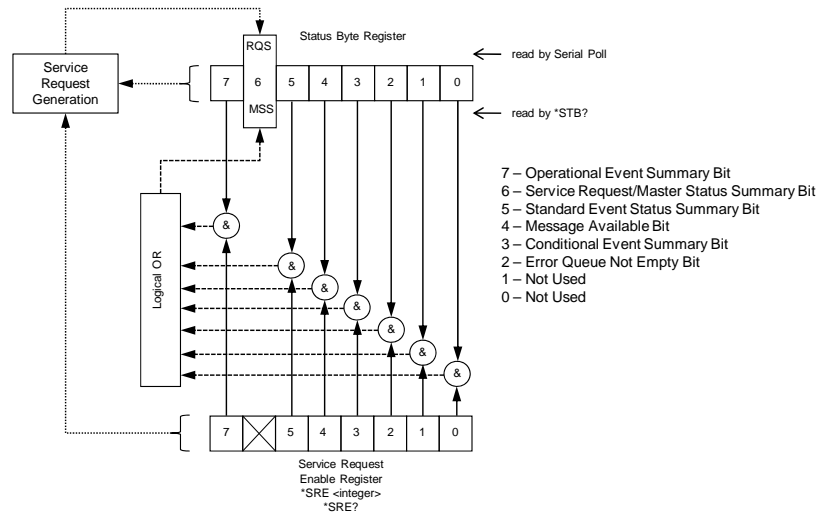 Status Byte Register
RQS
read by Serial Poll
Service
Request
Generation
7 6 5 4 3 2 1 0
MSS
read by *STB?
7 – Operational Event Summary Bit
6 – Service Request/Master Status Summary Bit
5 – Standard Event Status Summary Bit
4 – Message Available Bit
3 – Conditional Event Summary Bit
2 – Error Queue Not Empty Bit
1 – Not Used
0 – Not Used
Logical OR
&
&
&
&
&
&
&
7 5 4 3 2 1 0
Service Request
Enable Register
*SRE <integer>
*SRE?